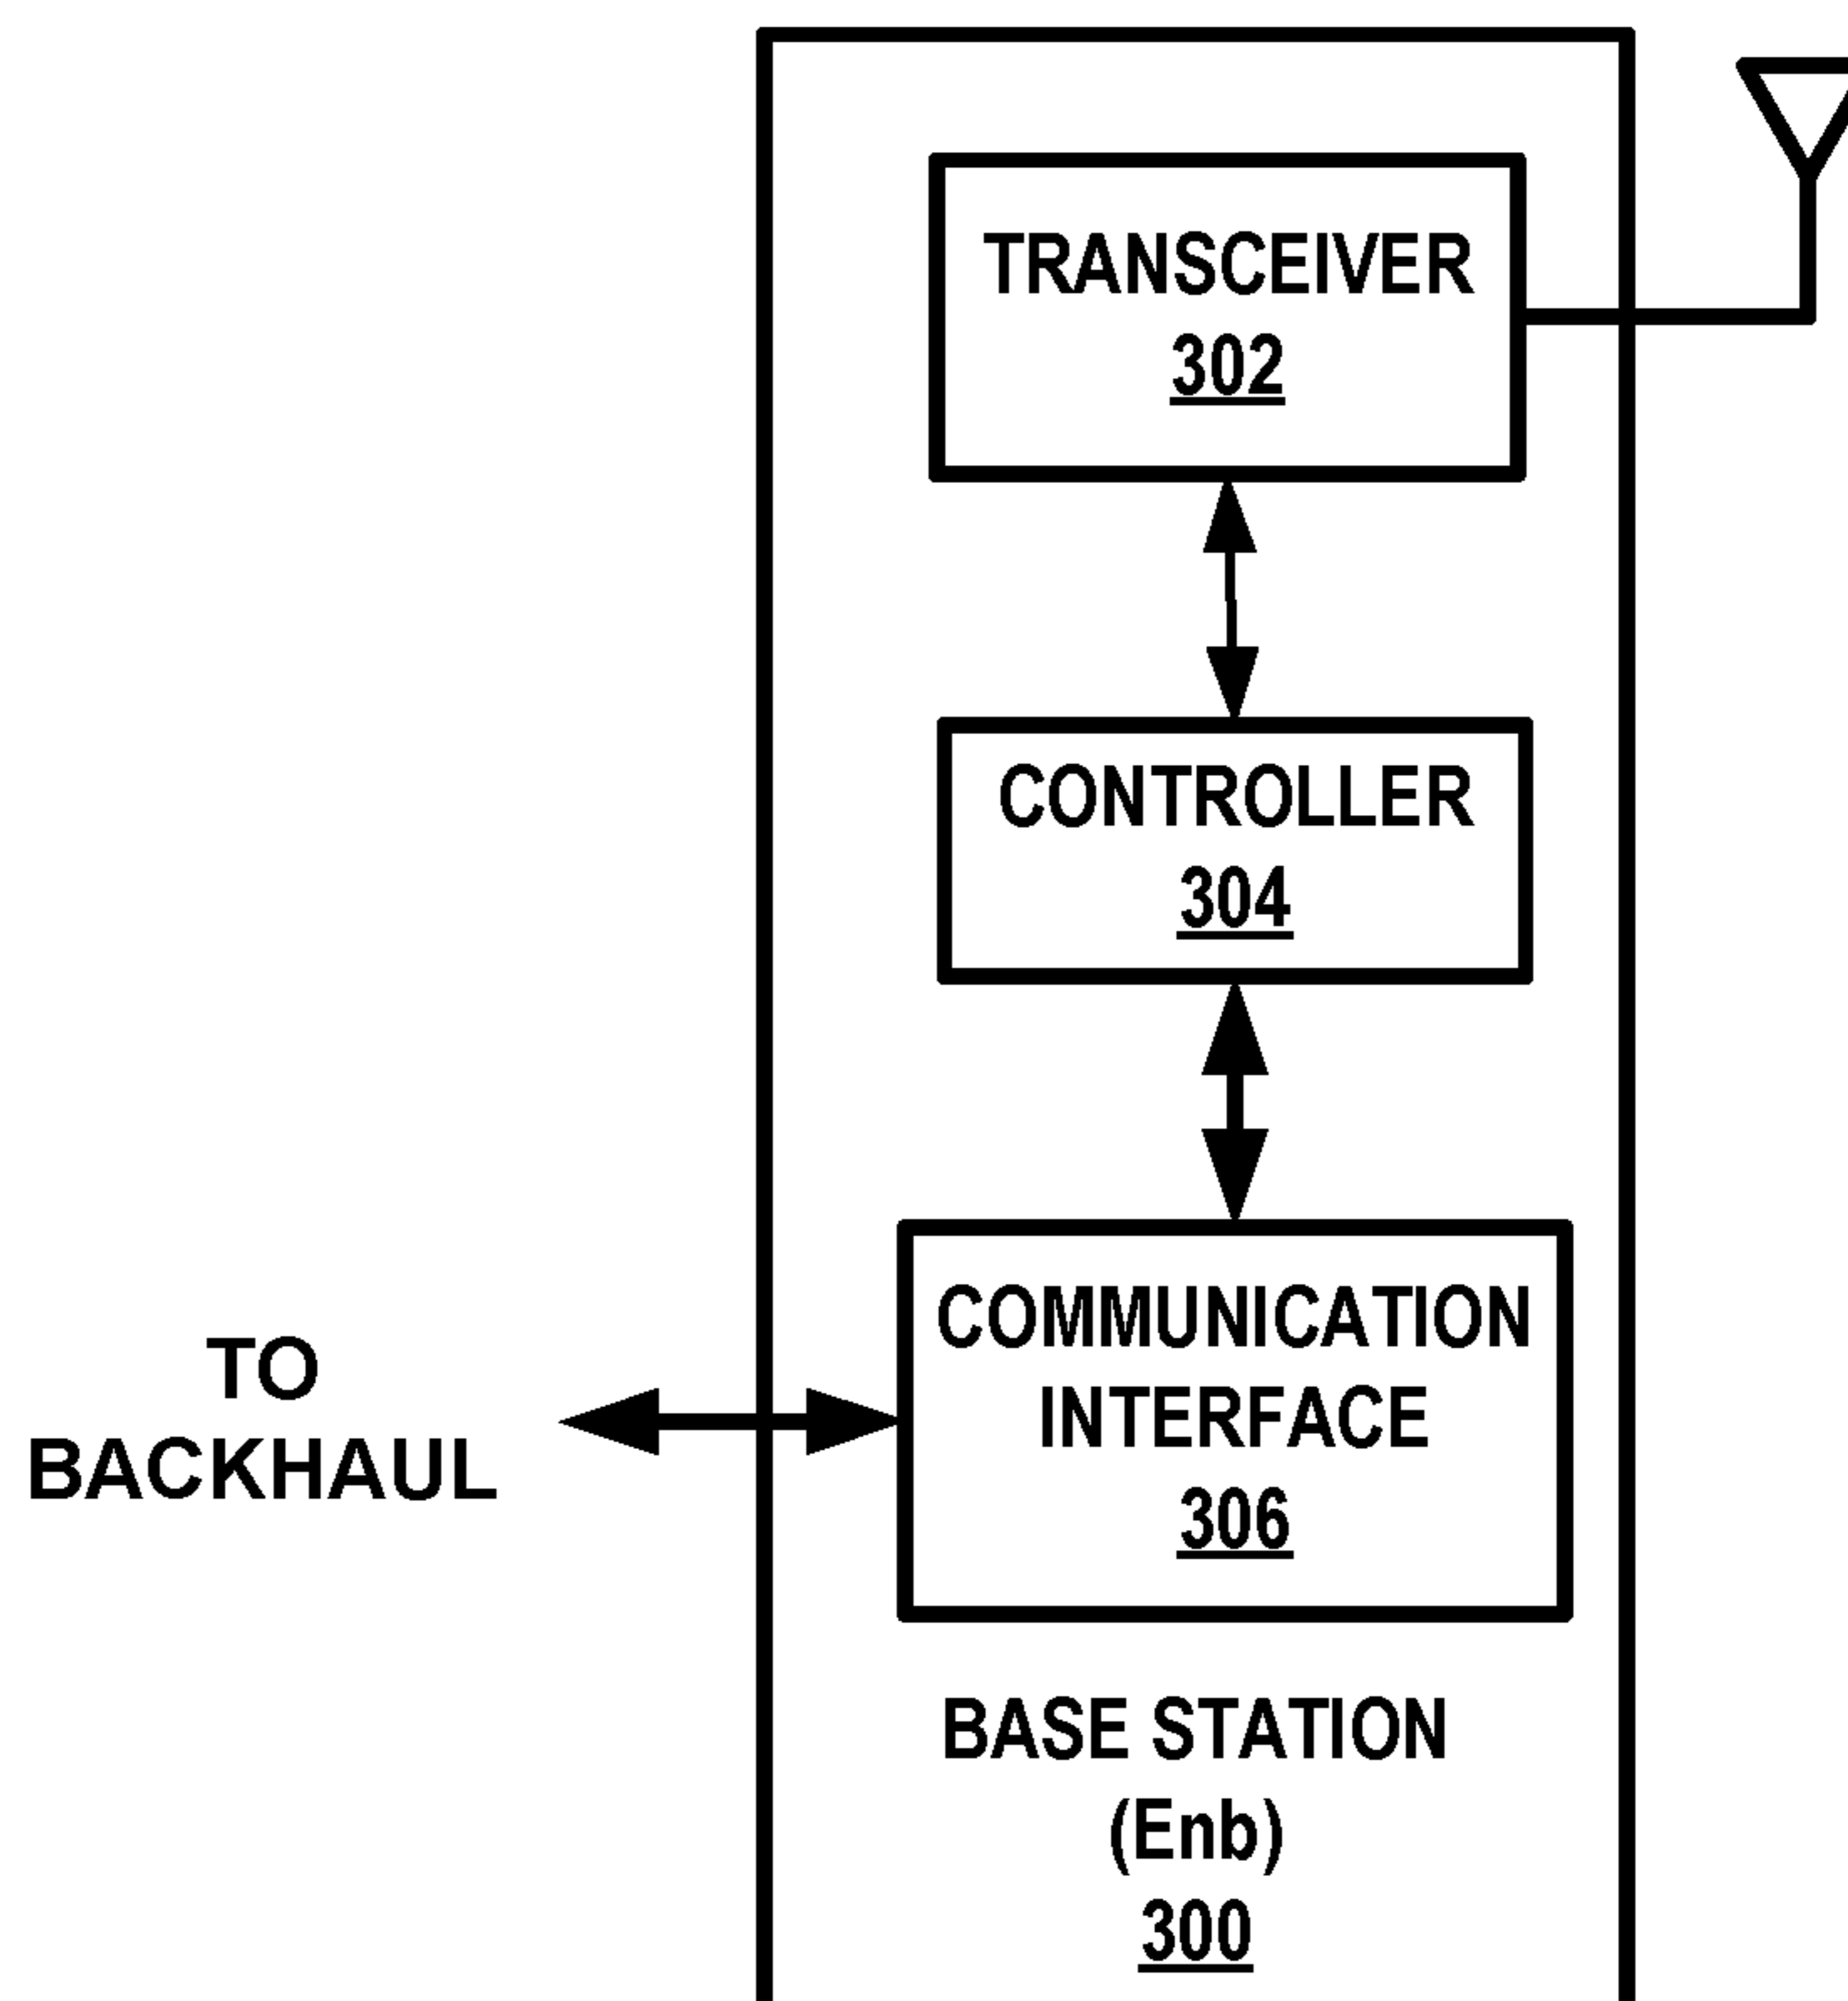 TRANSCEIVER
302
CONTROLLER
304
COMMUNICATION
INTERFACE
306
TO
BACKHAUL
BASE STATION
(Enb)
300